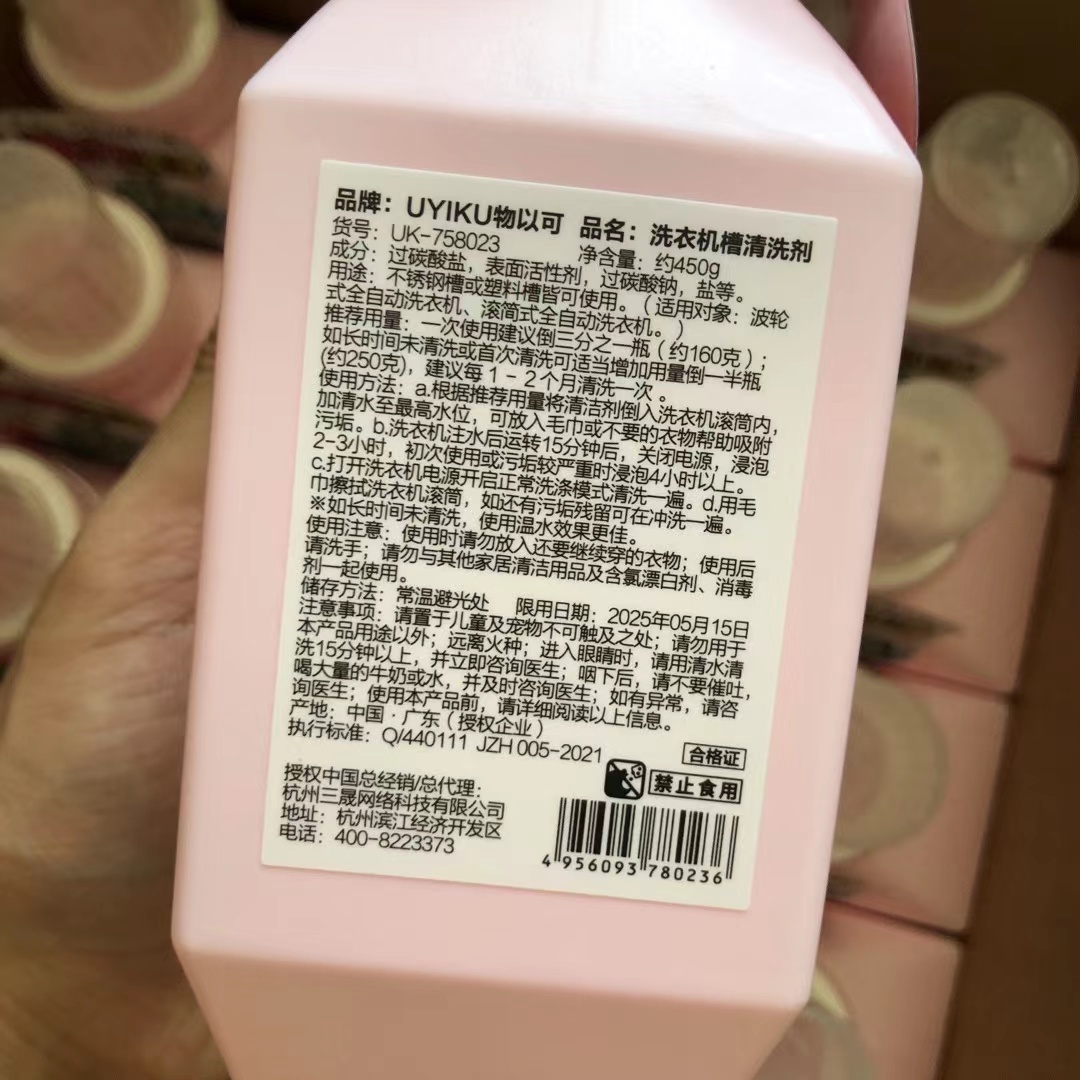 品牌：UYIKU物以可 品名：洗衣机槽清洗剂
货号：UK-758023 净含量：约450g
成分：过碳酸盐，表面活性剂，过碳酸钠，盐等。
用途：不锈钢槽或塑料槽皆可使用。（适用对象：波轮
式全自动洗衣机、滚筒式全自动洗衣机。）
推荐用量：一次使用建议倒三分之一瓶（约160克）；
如长时间未清洗或首次清洗可适当增加用量倒一半瓶
(约250克)，建议每1-2个月清洗一次。
使用方法：a.根据推荐用量将清洁剂倒入洗衣机滚筒内，
加清水至最高水位，可放入毛巾或不要的衣物帮助吸附
污垢。b.洗衣机注水后运转15分钟后，关闭电源，浸泡
2-3小时，初次使用或污垢较严重时浸泡4小时以上。
c.打开洗衣机电源开启正常洗涤模式清洗一遍。d.用毛
巾擦拭洗衣机滚筒，如还有污垢残留可在冲洗一遍。
※如长时间未清洗，使用温水效果更佳。
使用注意：使用时请勿放入还要继续穿的衣物；使用后
请洗手；请勿与其他家居清洁用品及含氯漂白剂、消毒
剂一起使用。
储存方法：常温避光处 限用日期：2025年05月15日
注意事项：请置于儿童及宠物不可触及之处；请勿用于
本产品用途以外；远离火种；进入眼睛时，请用清水清
洗15分钟以上，并立即咨询医生；咽下后，请不要催吐，
喝大量的牛奶或水，并及时咨询医生；如有异常，请咨
询医生；使用本产品前，请详细阅读以上信息。
产地：中国·广东（授权企业）
执行标准：Q/440111 JZH 005-2021
合格证
禁止食用
授权中国总经销/总代理：
杭州三晟网络科技有限公司
地址：杭州滨江经济开发区
电话：400-8223373
4 956093 780236